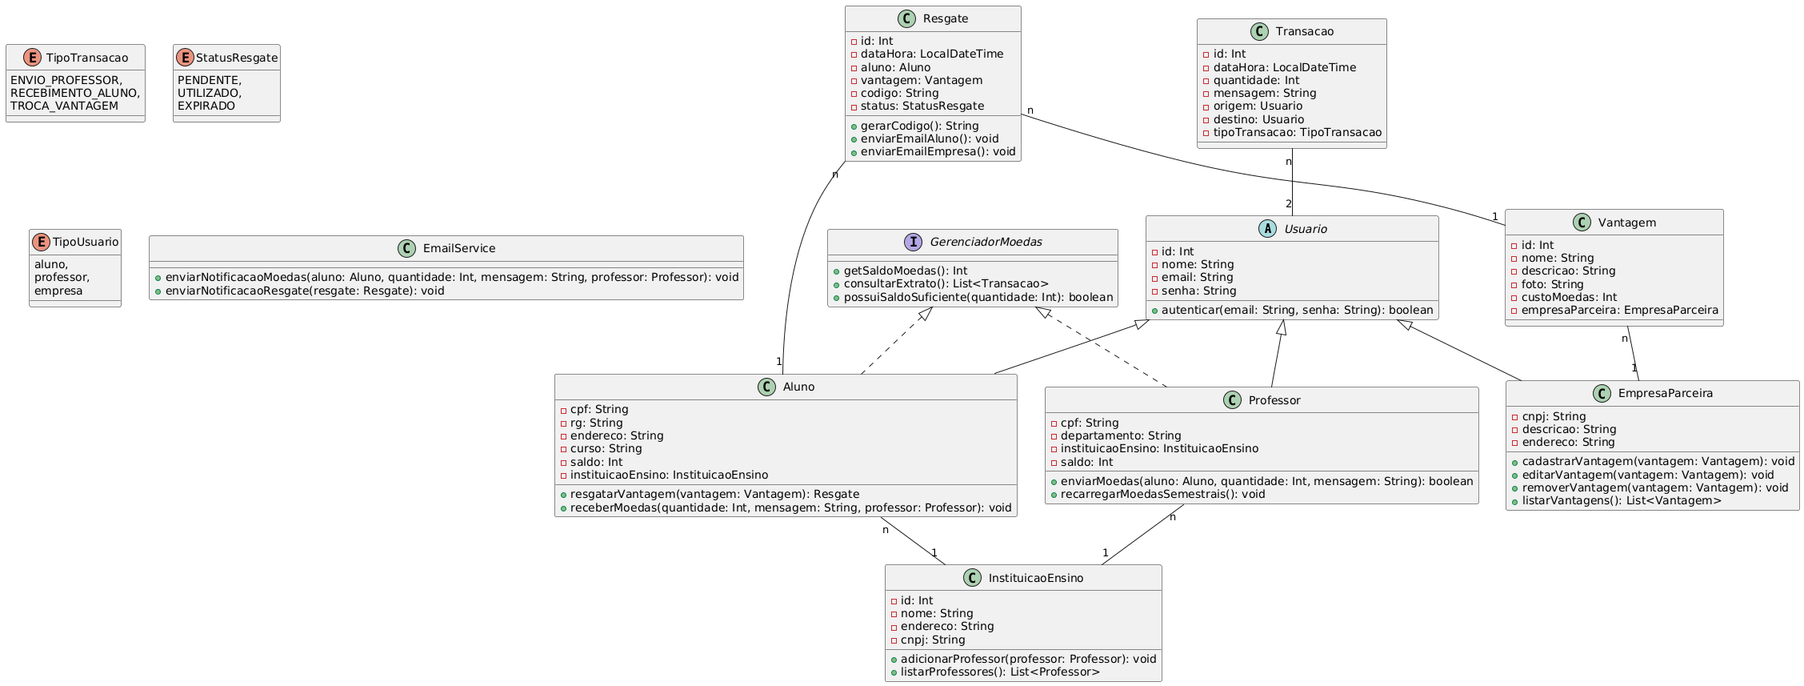 E TipoTransacao
ENVIO_PROFESSOR,
RECEBIMENTO_ALUNO,
TROCA_VANTAGEM
E StatusResgate
PENDENTE,
UTILIZADO,
EXPIRADO
C Resgate
id: Int
dataHora: LocalDateTime
aluno: Aluno
vantagem: Vantagem
codigo: String
status: StatusResgate
gerarCodigo(): String
enviarEmailAluno(): void
enviarEmailEmpresa(): void
C Transacao
id: Int
dataHora: LocalDateTime
quantidade: Int
mensagem: String
origem: Usuario
destino: Usuario
tipoTransacao: TipoTransacao
n
n
n
2
1
1
E TipoUsuario
aluno,
professor,
empresa
C EmailService
enviarNotificacaoMoedas(aluno: Aluno, quantidade: Int, mensagem: String, professor: Professor): void
enviarNotificacaoResgate(resgate: Resgate): void
I GerenciadorMoedas
getSaldoMoedas(): Int
consultarExtrato(): List<Transacao>
possuiSaldoSuficiente(quantidade: Int): boolean
A Usuario
id: Int
nome: String
email: String
senha: String
autenticar(email: String, senha: String): boolean
C Vantagem
id: Int
nome: String
descricao: String
foto: String
custoMoedas: Int
empresaParceira: EmpresaParceira
n
1
C Aluno
cpf: String
rg: String
endereco: String
curso: String
saldo: Int
instituicaoEnsino: InstituicaoEnsino
resgatarVantagem(vantagem: Vantagem): Resgate
receberMoedas(quantidade: Int, mensagem: String, professor: Professor): void
C Professor
cpf: String
departamento: String
instituicaoEnsino: InstituicaoEnsino
saldo: Int
enviarMoedas(aluno: Aluno, quantidade: Int, mensagem: String): boolean
recarregarMoedasSemestrais(): void
C EmpresaParceira
cnpj: String
descricao: String
endereco: String
cadastrarVantagem(vantagem: Vantagem): void
editarVantagem(vantagem: Vantagem): void
removerVantagem(vantagem: Vantagem): void
listarVantagens(): List<Vantagem>
n
1
n
1
C InstituicaoEnsino
id: Int
nome: String
endereco: String
cnpj: String
adicionarProfessor(professor: Professor): void
listarProfessores(): List<Professor>